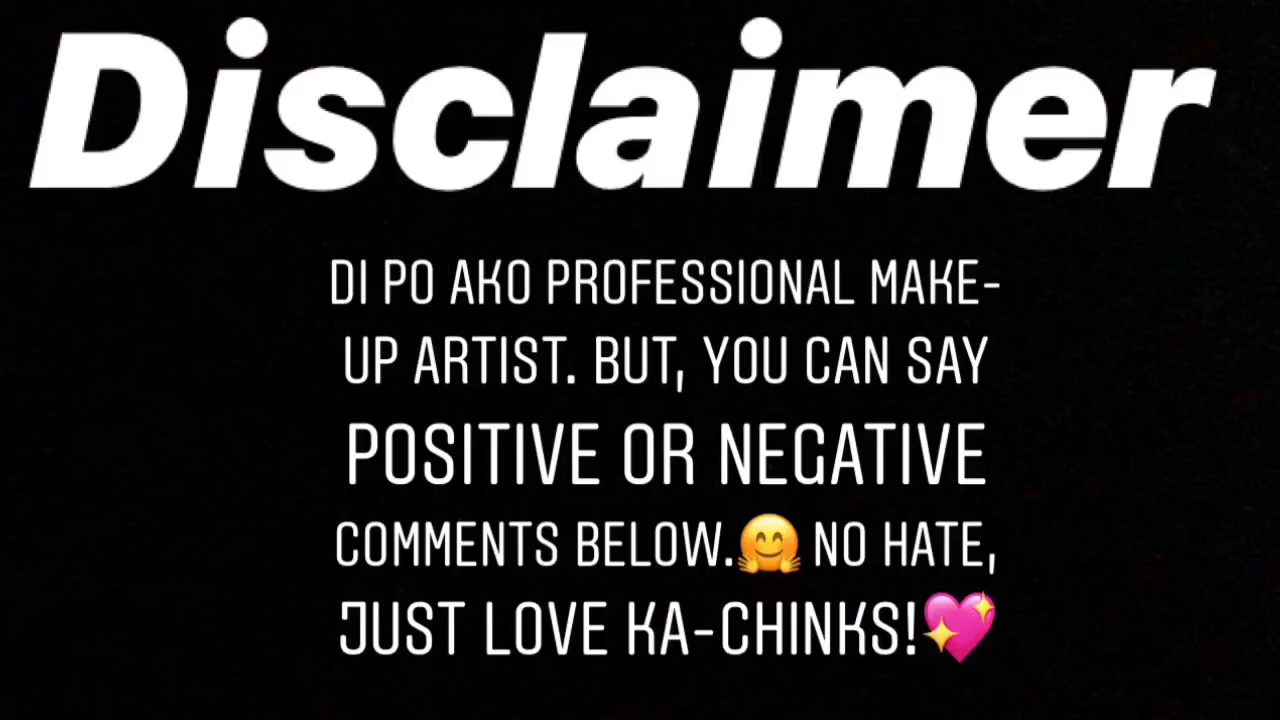 Disclaimer
DI PO AKO PROFESSIONAL MAKE-
UP ARTIST. BUT, YOU CAN SAY
POSITIVE OR NEGATIVE
COMMENTS BELOW.🤗 NO HATE,
JUST LOVE KA-CHINKS!💖